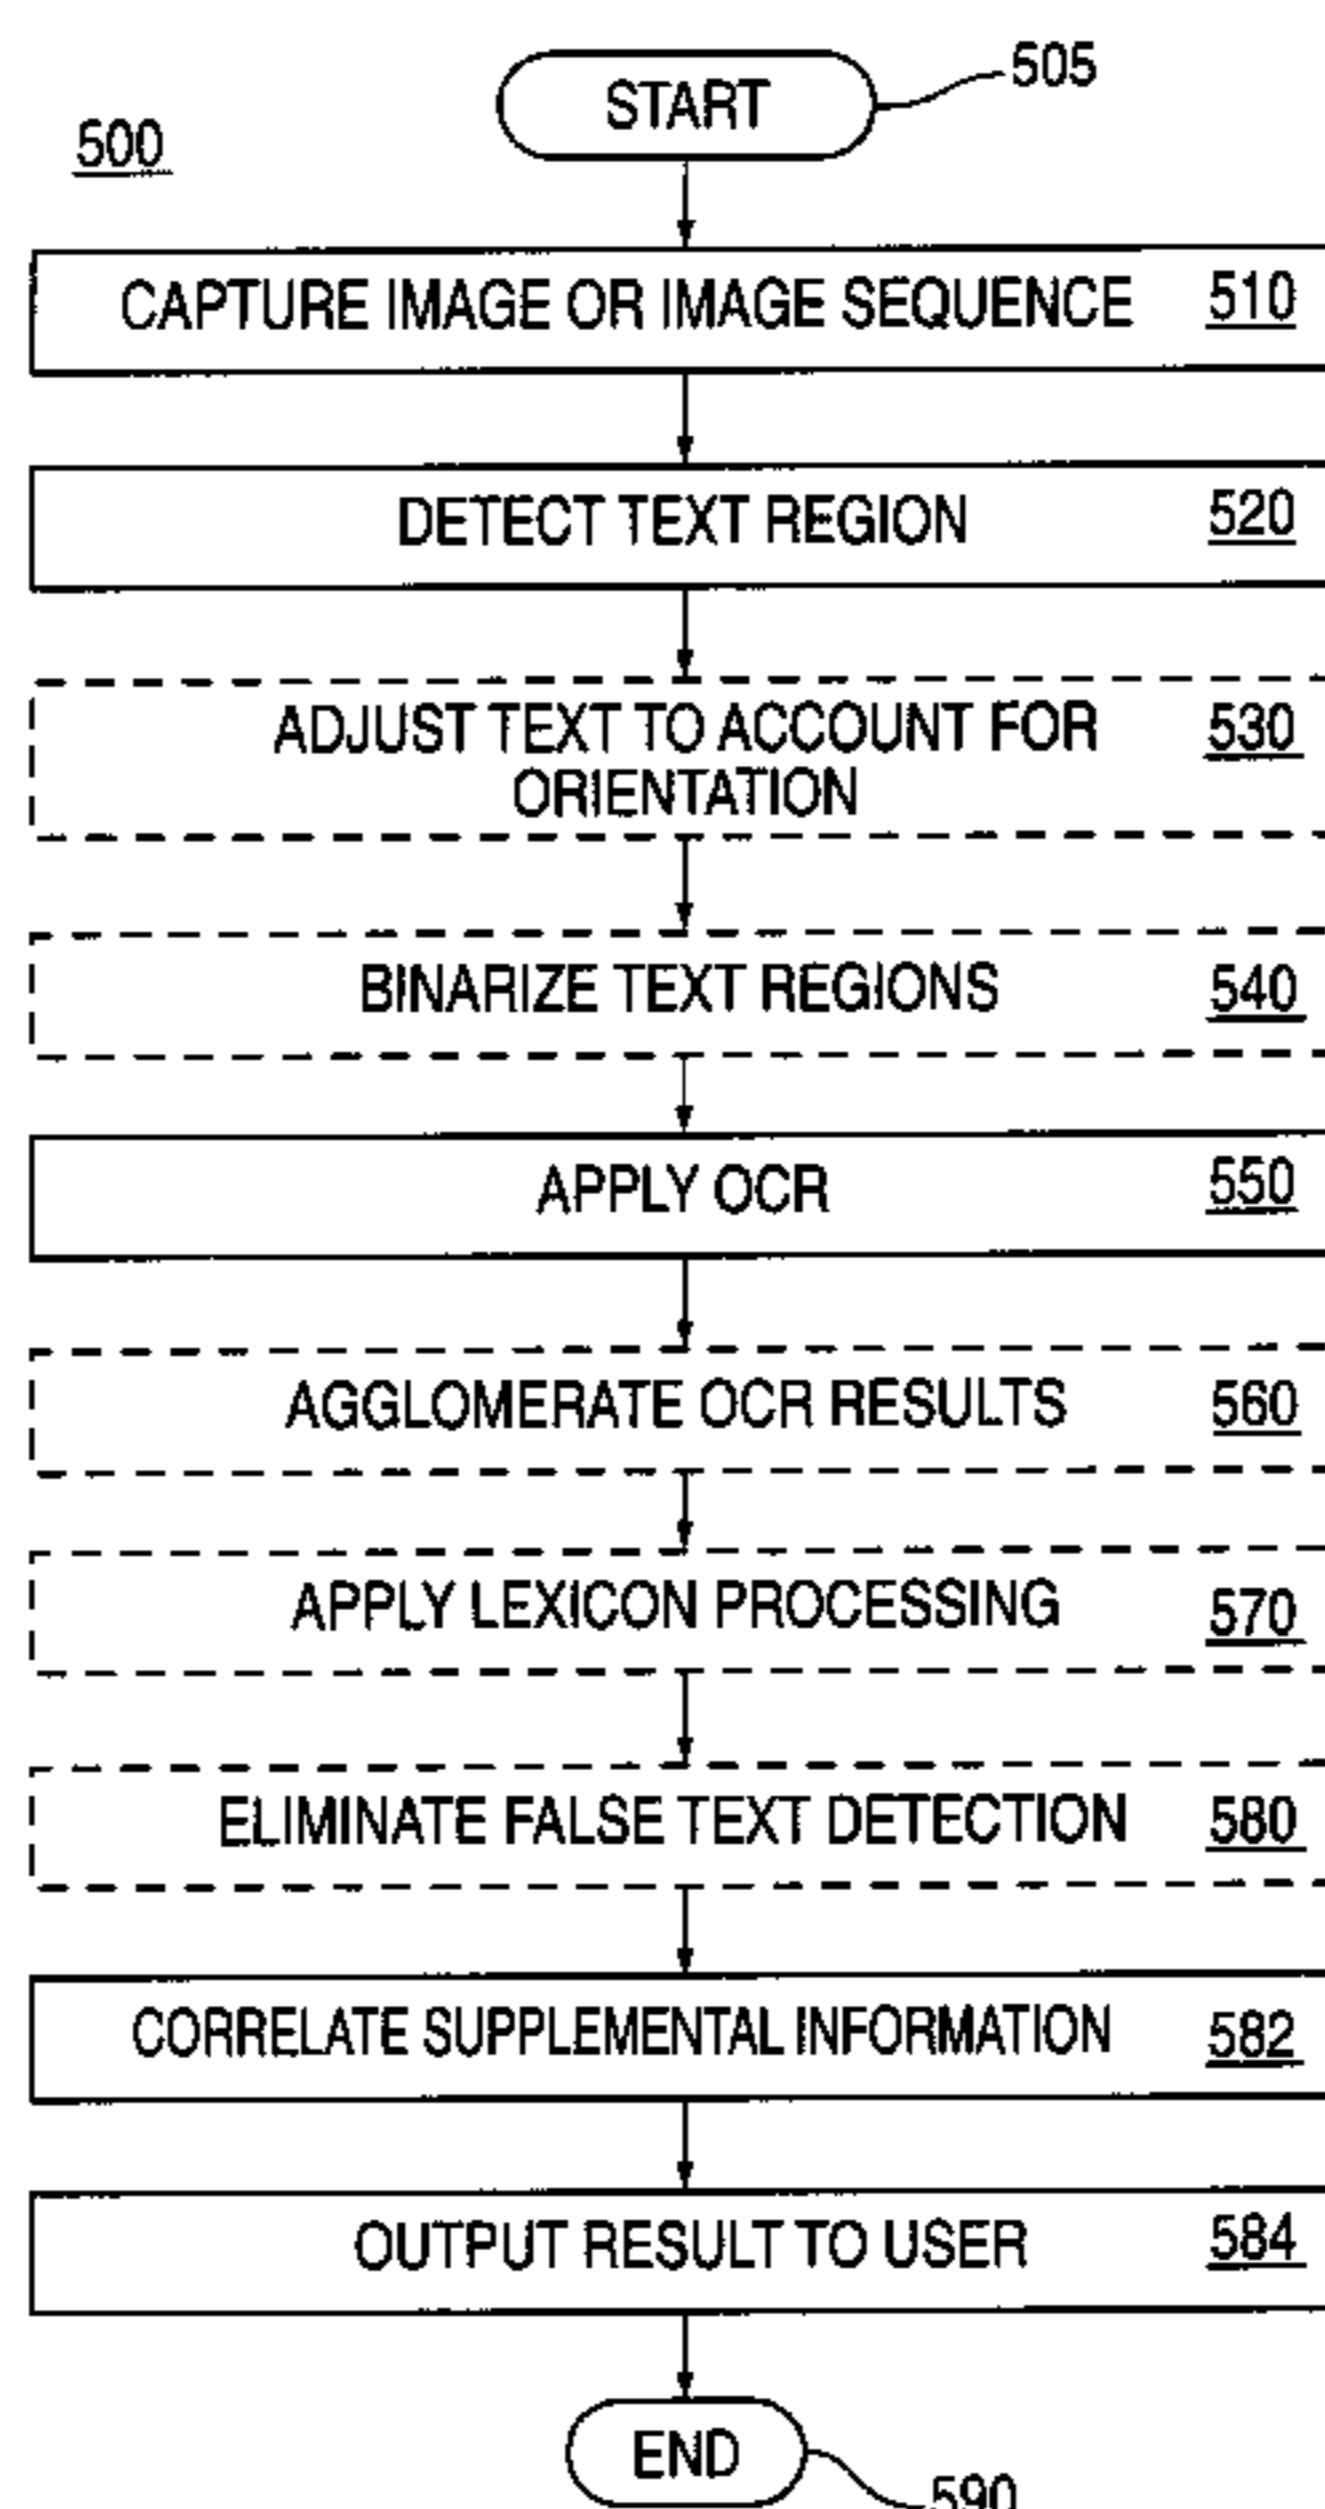 START 505
500
CAPTURE IMAGE OR IMAGE SEQUENCE 510
DETECT TEXT REGION 520
ADJUST TEXT TO ACCOUNT FOR 530
ORIENTATION
BINARIZE TEXT REGIONS 540
APPLY OCR 550
AGGLOMERATE OCR RESULTS 560
APPLY LEXICON PROCESSING 570
ELIMINATE FALSE TEXT DETECTION 580
CORRELATE SUPPLEMENTAL INFORMATION 582
OUTPUT RESULT TO USER 584
END
590